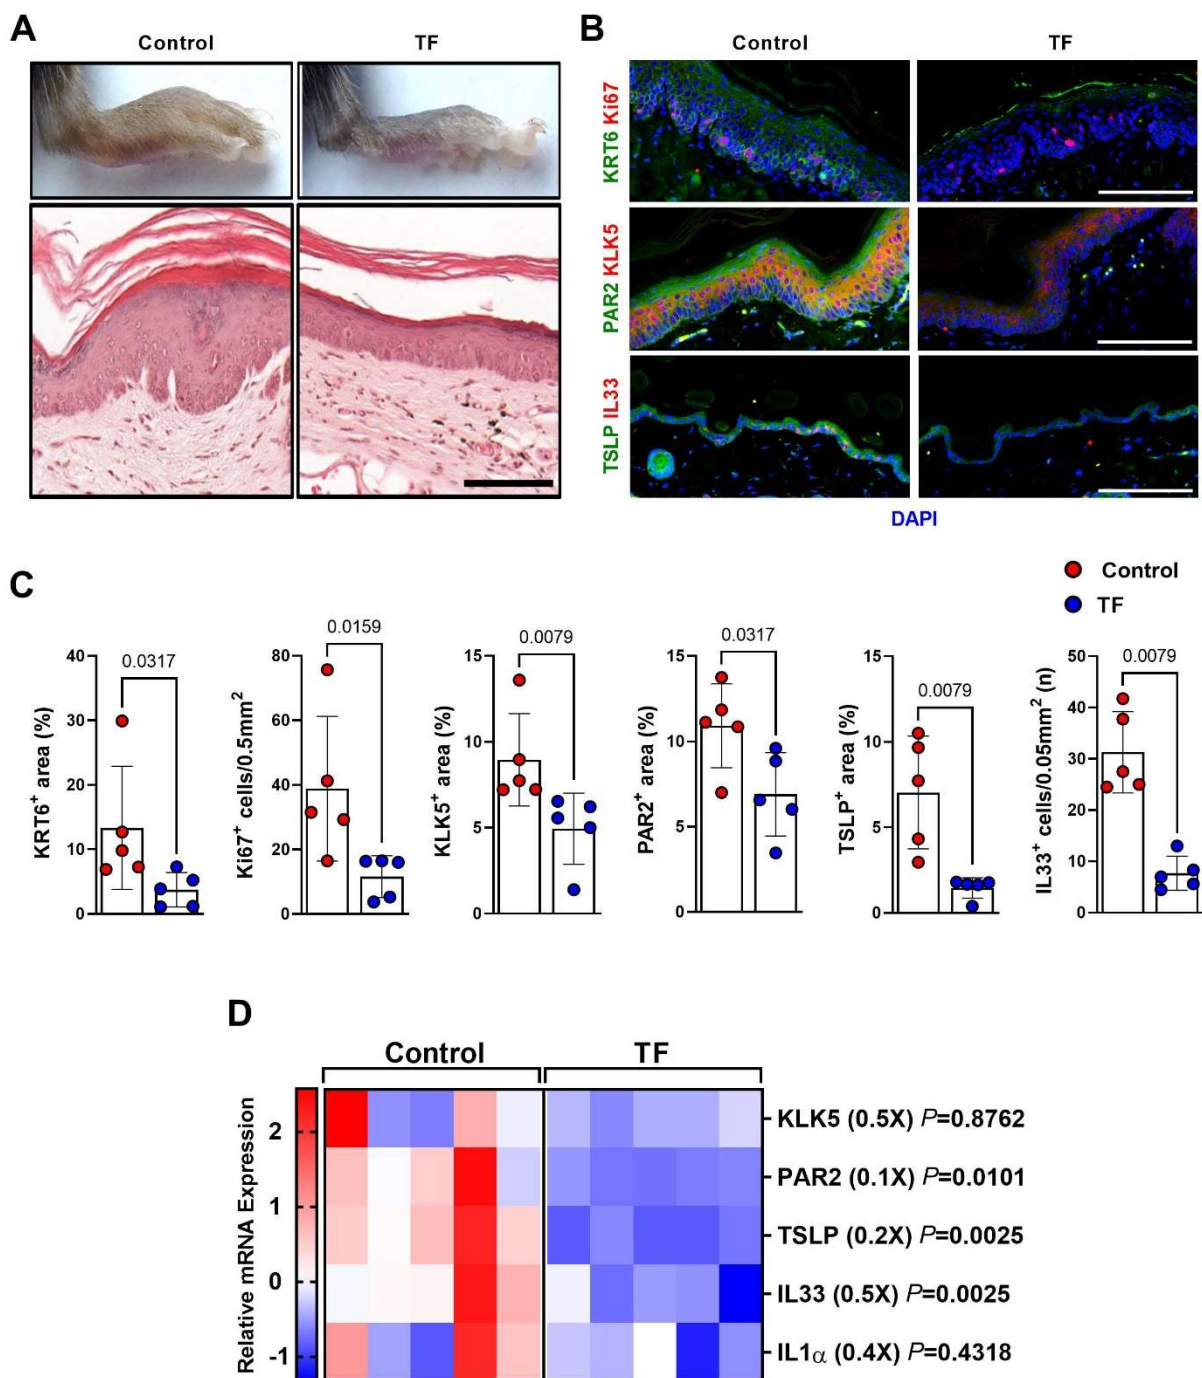 A
Control TF
B
Control TF
KRT6 Ki67
PAR2 KLK5
TSLP IL33
DAPI
C
Control
TF
KRT6⁺ area (%)
40
30
20
10
0
0.0317
Ki67⁺ cells/0.5mm²
80
60
40
20
0
0.0159
KLK5⁺ area (%)
15
10
5
0
0.0079
PAR2⁺ area (%)
15
10
5
0
0.0317
TSLP⁺ area (%)
15
10
5
0
0.0079
IL33⁺ cells/0.05mm² (n)
50
40
30
20
10
0
0.0079
D
Control TF
Relative mRNA Expression
2
1
0
-1
KLK5 (0.5X) P=0.8762
PAR2 (0.1X) P=0.0101
TSLP (0.2X) P=0.0025
IL33 (0.5X) P=0.0025
IL1α (0.4X) P=0.4318